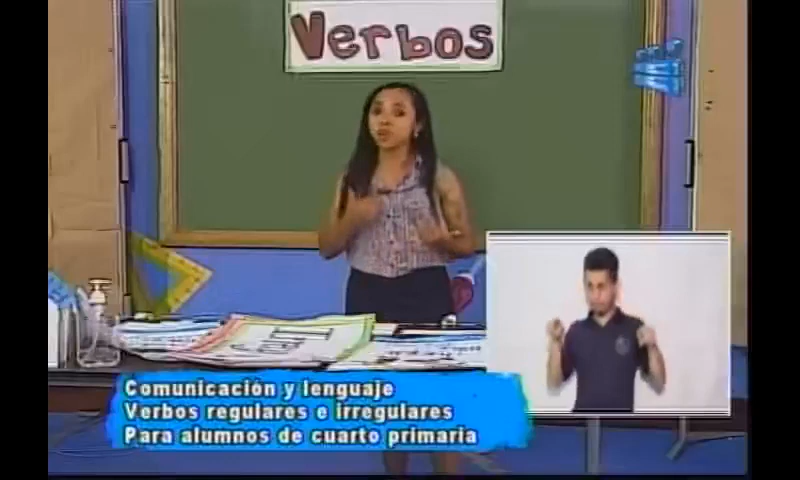 Verbos
Comunicación y lenguaje
Verbos regulares e irregulares
Para alumnos de cuarto primaria